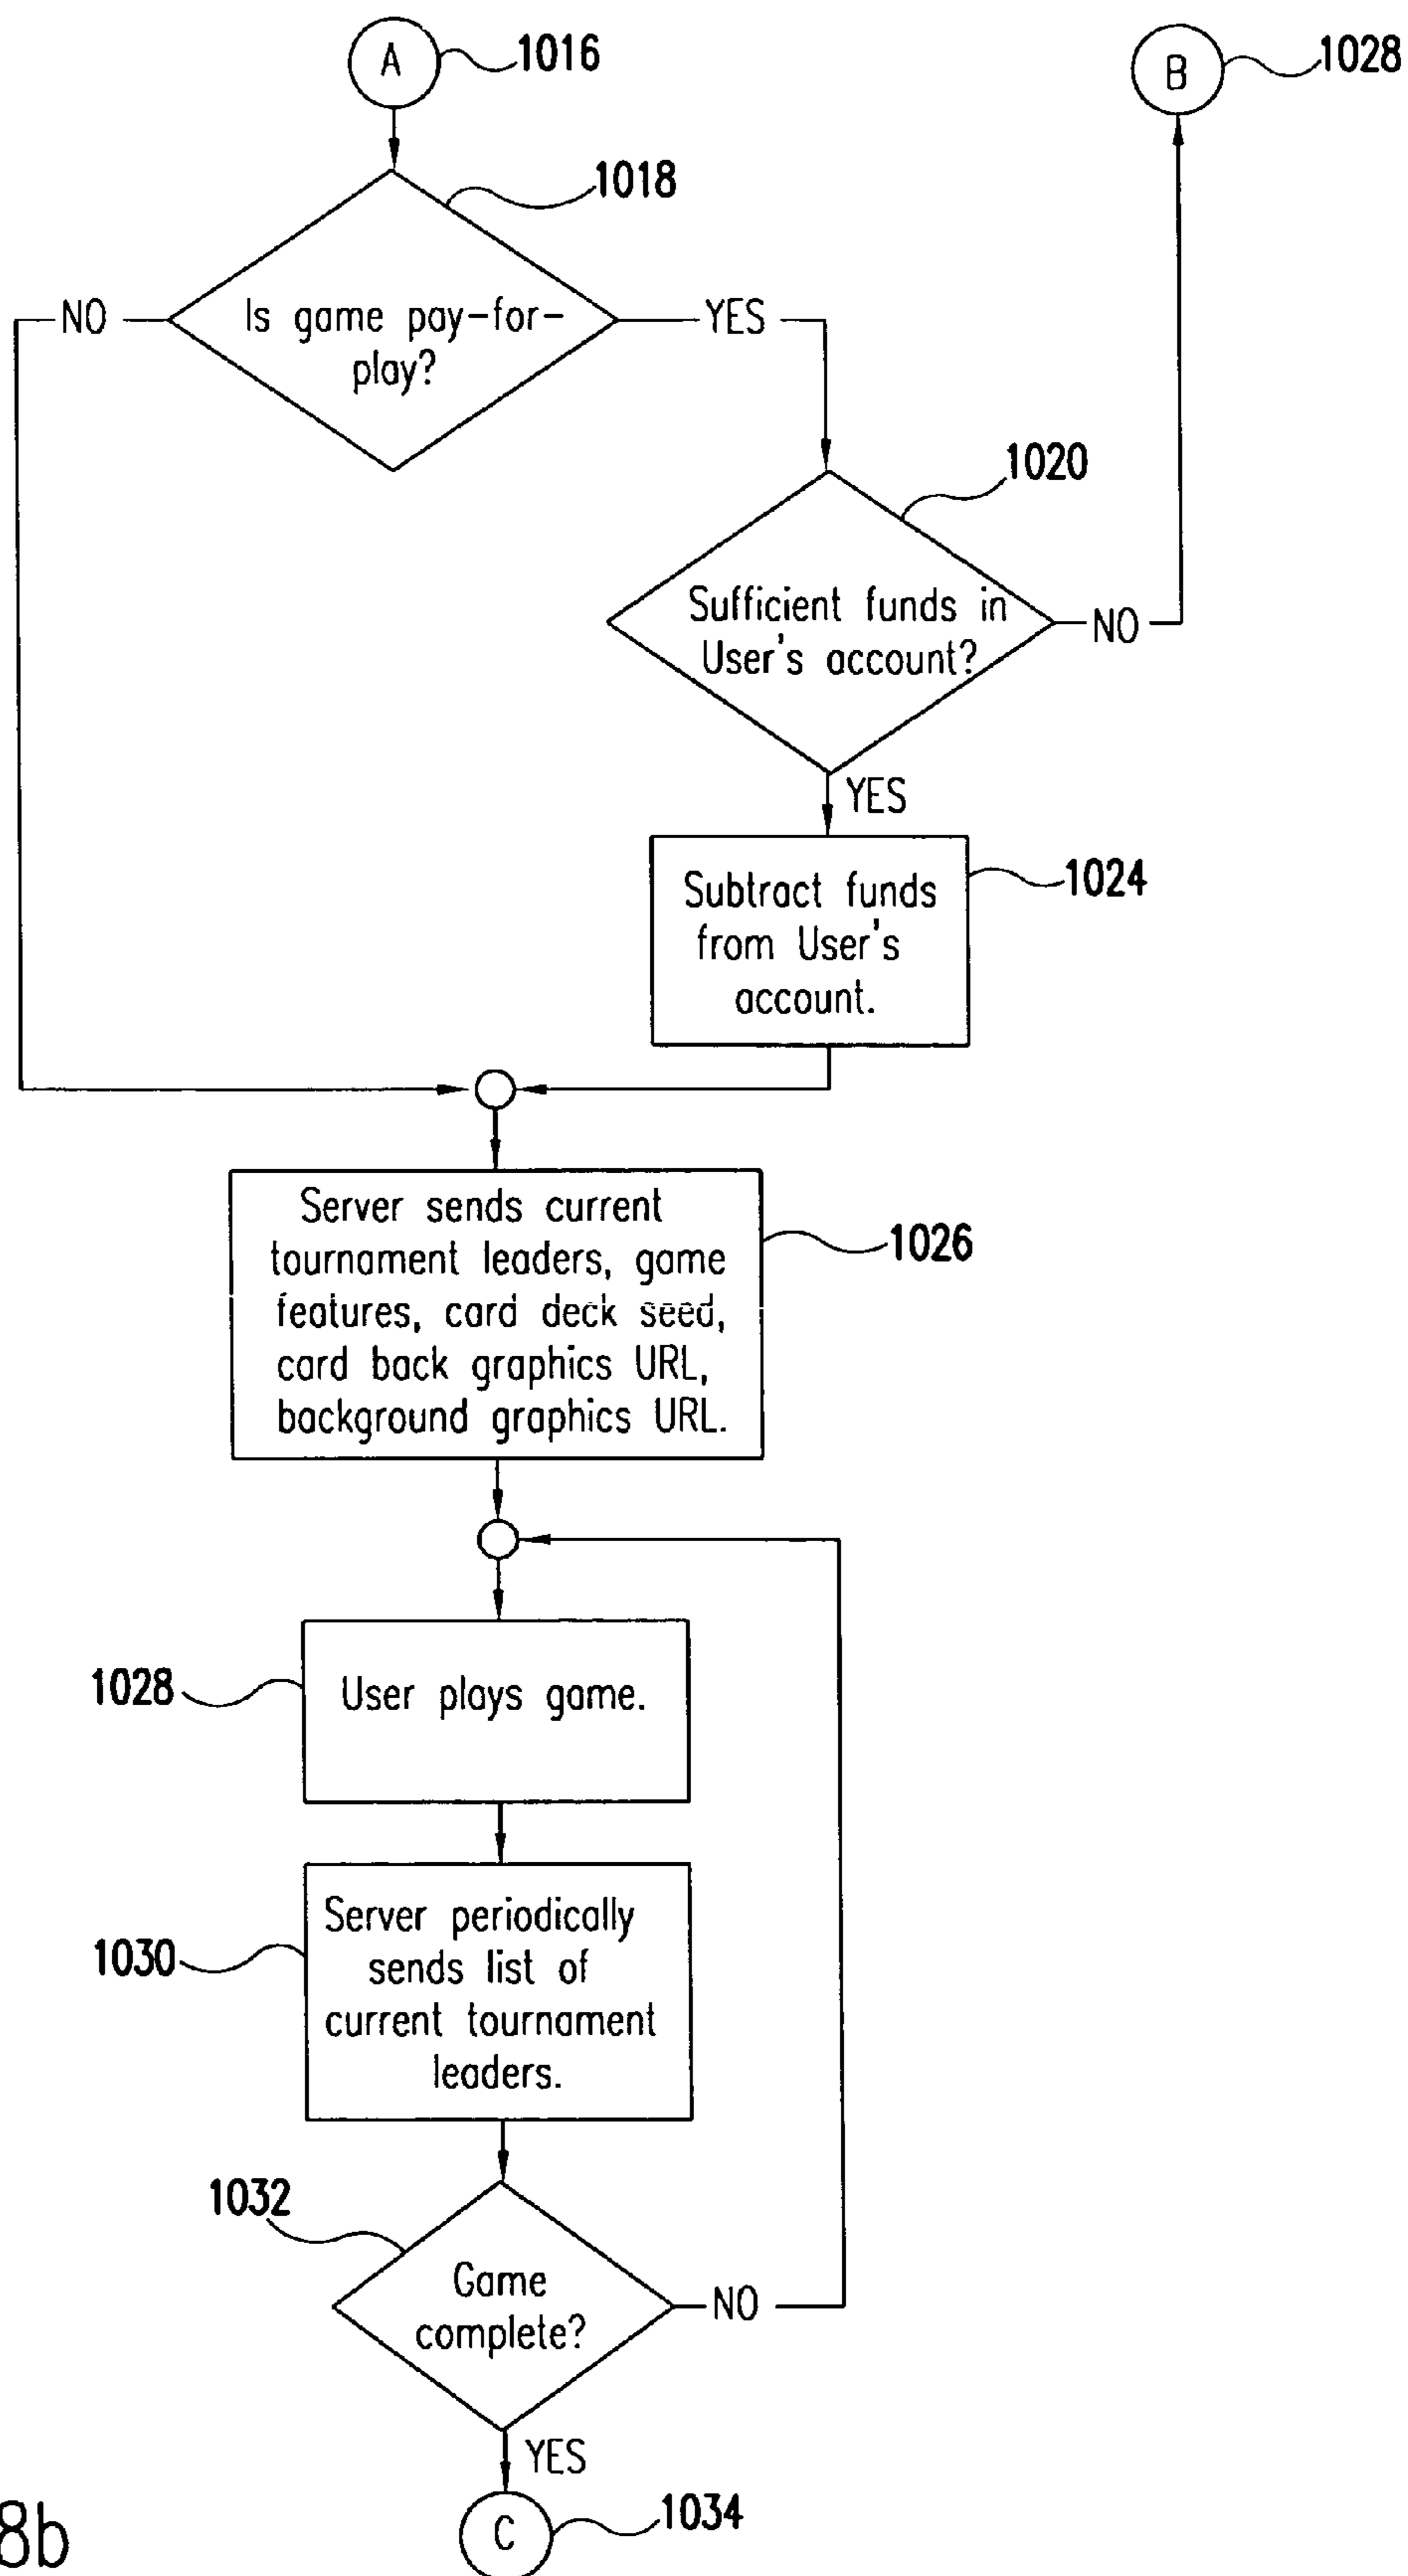 A
1016
B
1028
1018
NO
Is game pay-for-
play?
YES
1020
Sufficient funds in
User's account?
NO
YES
Subtract funds
from User's
account.
1024
Server sends current
tournament leaders, game
features, card deck seed,
card back graphics URL,
background graphics URL.
1026
1028
User plays game.
1030
Server periodically
sends list of
current tournament
leaders.
1032
Game
complete?
NO
YES
C
1034
8b